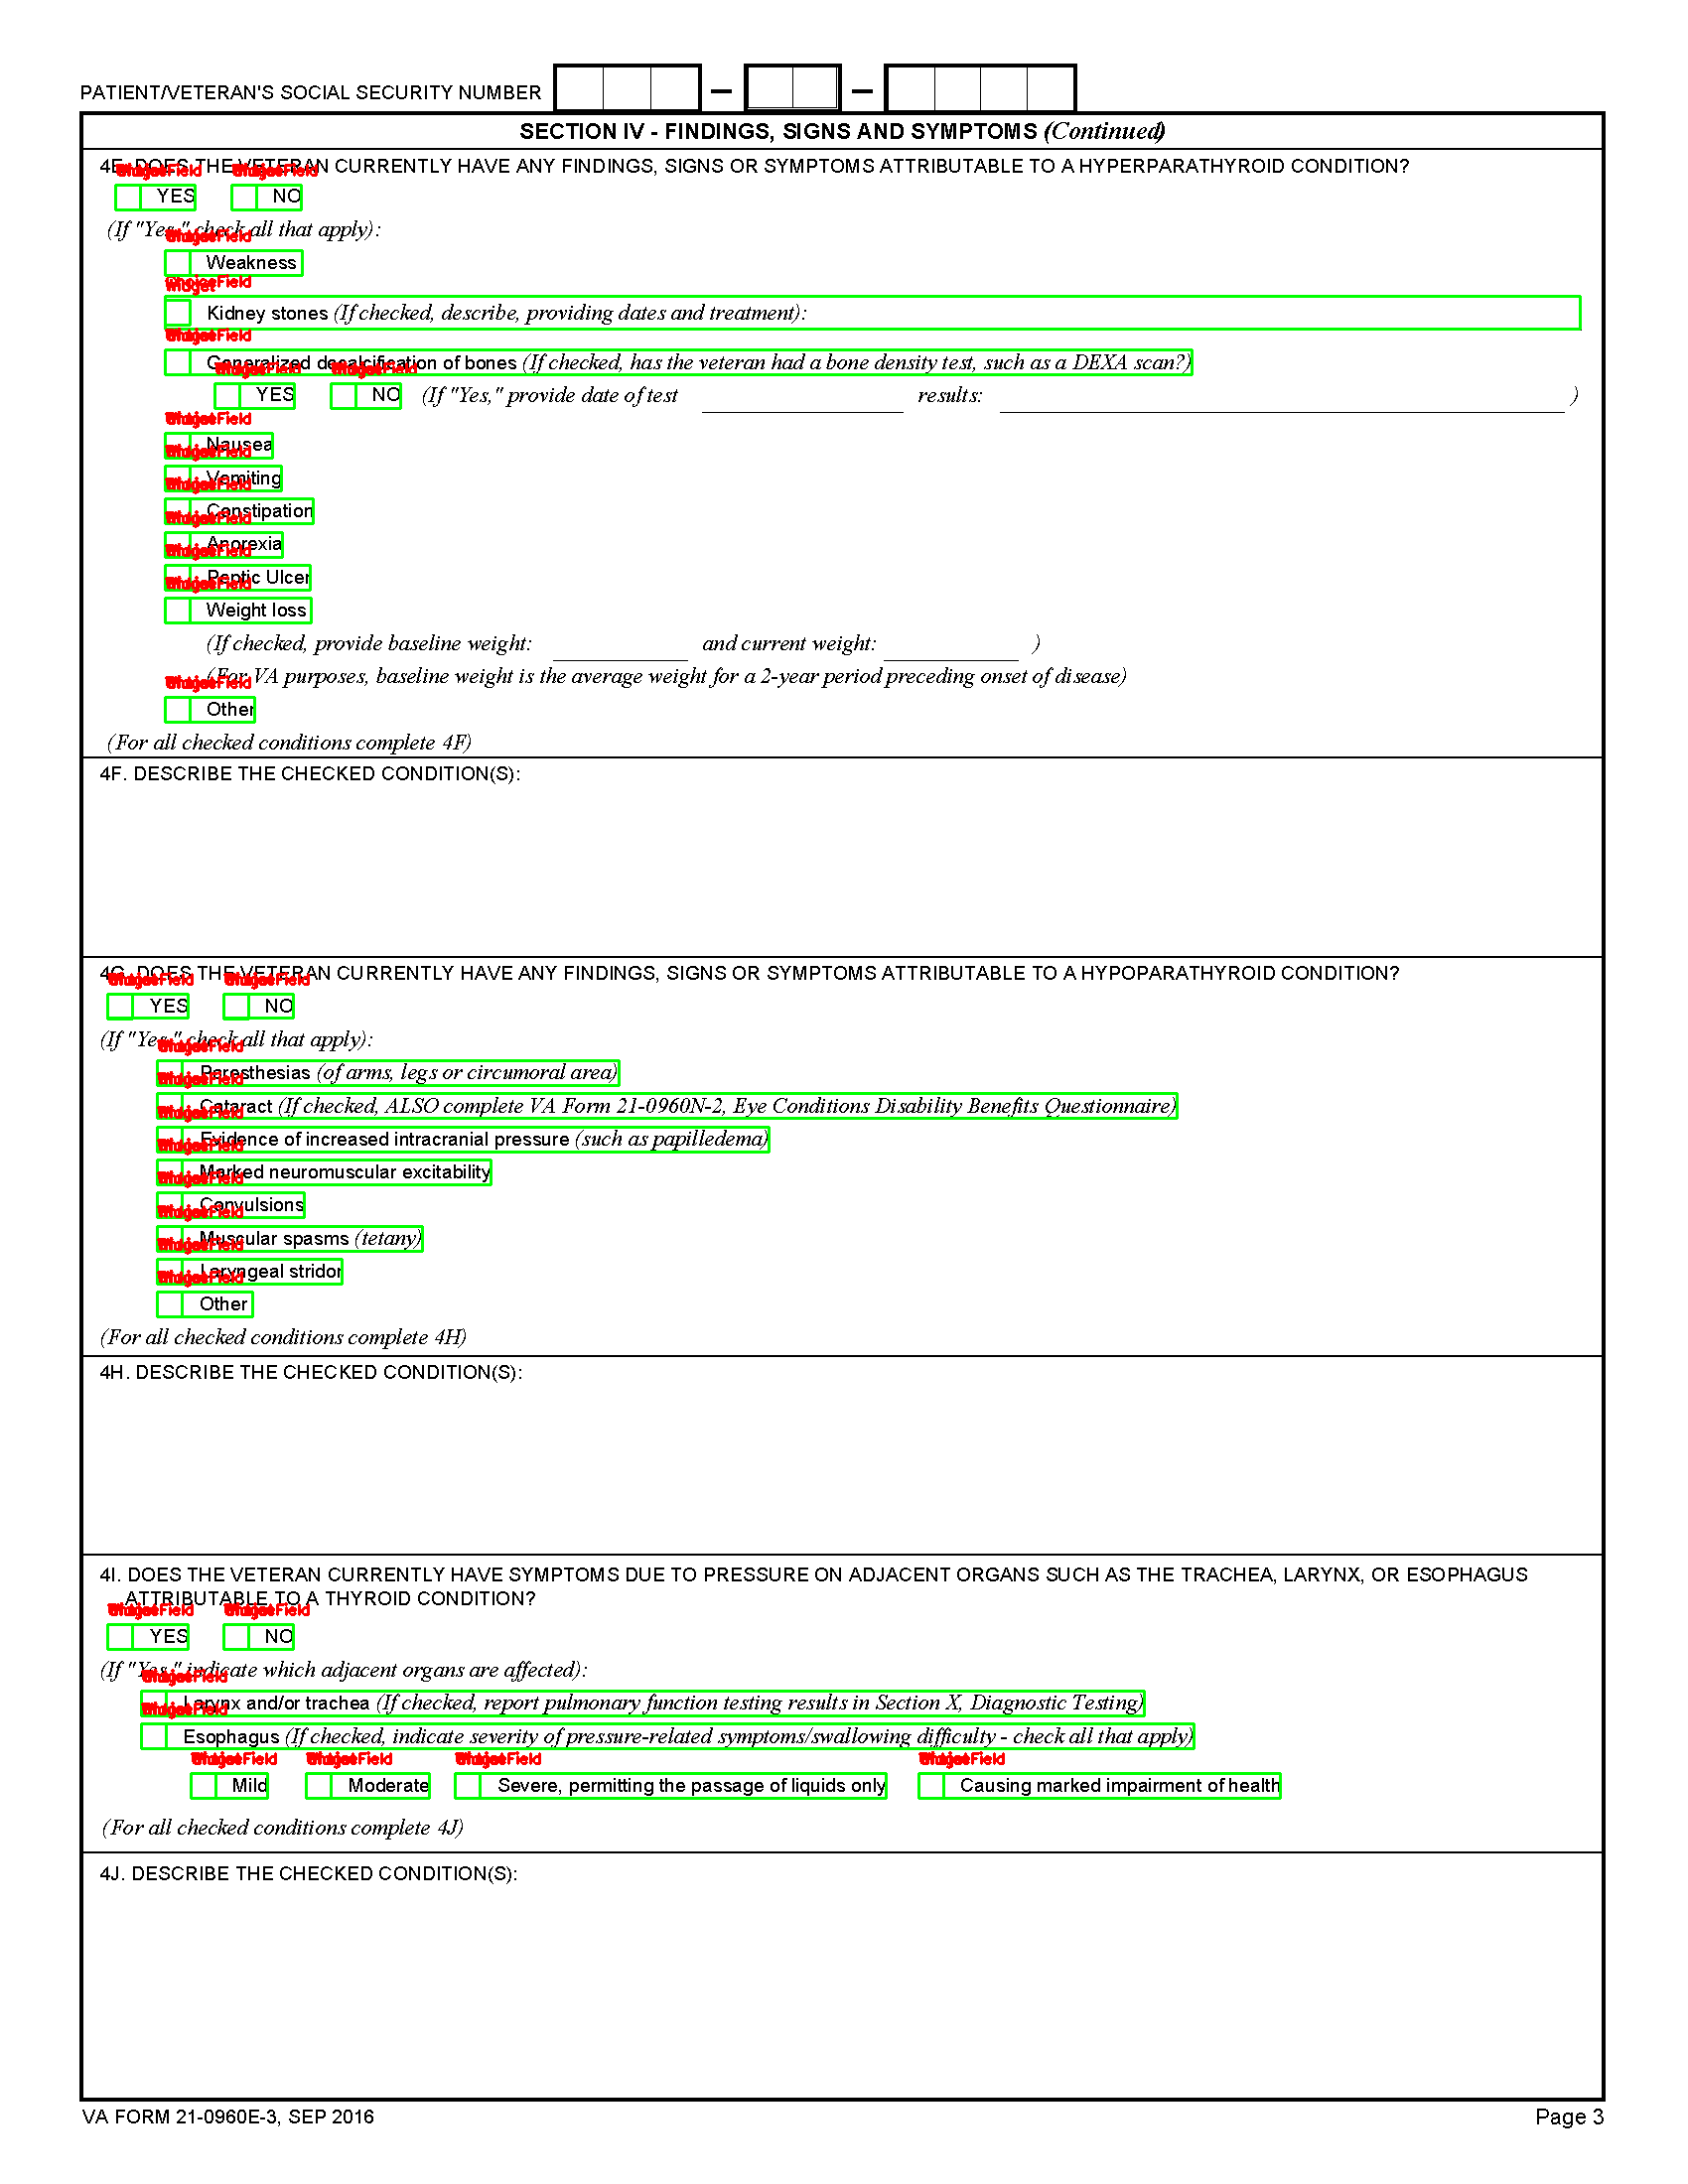 PATIENT/VETERAN'S SOCIAL SECURITY NUMBER
SECTION IV - FINDINGS, SIGNS AND SYMPTOMS (Continued)
4E. DOES THE VETERAN CURRENTLY HAVE ANY FINDINGS, SIGNS OR SYMPTOMS ATTRIBUTABLE TO A HYPERPARATHYROID CONDITION?
YES NO
(If "Yes," check all that apply):
Weakness
Kidney stones (If checked, describe, providing dates and treatment):
Generalized decalcification of bones (If checked, has the veteran had a bone density test, such as a DEXA scan?)
YES NO (If "Yes," provide date of test results: )
Nausea
Vomiting
Constipation
Anorexia
Peptic Ulcer
Weight loss
(If checked, provide baseline weight: and current weight: )
(For VA purposes, baseline weight is the average weight for a 2-year period preceding onset of disease)
Other
(For all checked conditions complete 4F)
4F. DESCRIBE THE CHECKED CONDITION(S):
4G. DOES THE VETERAN CURRENTLY HAVE ANY FINDINGS, SIGNS OR SYMPTOMS ATTRIBUTABLE TO A HYPOPARATHYROID CONDITION?
YES NO
(If "Yes," check all that apply):
Paresthesias (of arms, legs or circumoral area)
Cataract (If checked, ALSO complete VA Form 21-0960N-2, Eye Conditions Disability Benefits Questionnaire)
Evidence of increased intracranial pressure (such as papilledema)
Marked neuromuscular excitability
Convulsions
Muscular spasms (tetany)
Laryngeal stridor
Other
(For all checked conditions complete 4H)
4H. DESCRIBE THE CHECKED CONDITION(S):
4I. DOES THE VETERAN CURRENTLY HAVE SYMPTOMS DUE TO PRESSURE ON ADJACENT ORGANS SUCH AS THE TRACHEA, LARYNX, OR ESOPHAGUS
ATTRIBUTABLE TO A THYROID CONDITION?
YES NO
(If "Yes," indicate which adjacent organs are affected):
Larynx and/or trachea (If checked, report pulmonary function testing results in Section X, Diagnostic Testing)
Esophagus (If checked, indicate severity of pressure-related symptoms/swallowing difficulty - check all that apply)
Mild Moderate Severe, permitting the passage of liquids only Causing marked impairment of health
(For all checked conditions complete 4J)
4J. DESCRIBE THE CHECKED CONDITION(S):
VA FORM 21-0960E-3, SEP 2016 Page 3